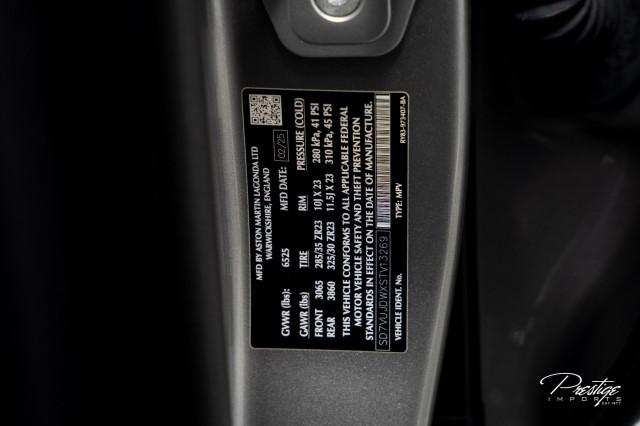 MFD BY ASTON MARTIN LAGONDA LTD
WARWICKSHIRE, ENGLAND
MFD DATE: 02/25
GVWR (lbs): 6525
GAWR (lbs): TIRE RIM PRESSURE (COLD)
FRONT 3065 285/35 ZR23 10J X 23 280 kPa, 41 PSI
REAR 3860 325/30 ZR23 11.5J X 23 310 kPa, 45 PSI
THIS VEHICLE CONFORMS TO ALL APPLICABLE FEDERAL
MOTOR VEHICLE SAFETY AND THEFT PREVENTION
STANDARDS IN EFFECT ON THE DATE OF MANUFACTURE.
SD7VUJDWXSTV13269
VEHICLE IDENT. No. TYPE: MPV
RY83-973407-BA
Prestige
IMPORTS
EST 1977